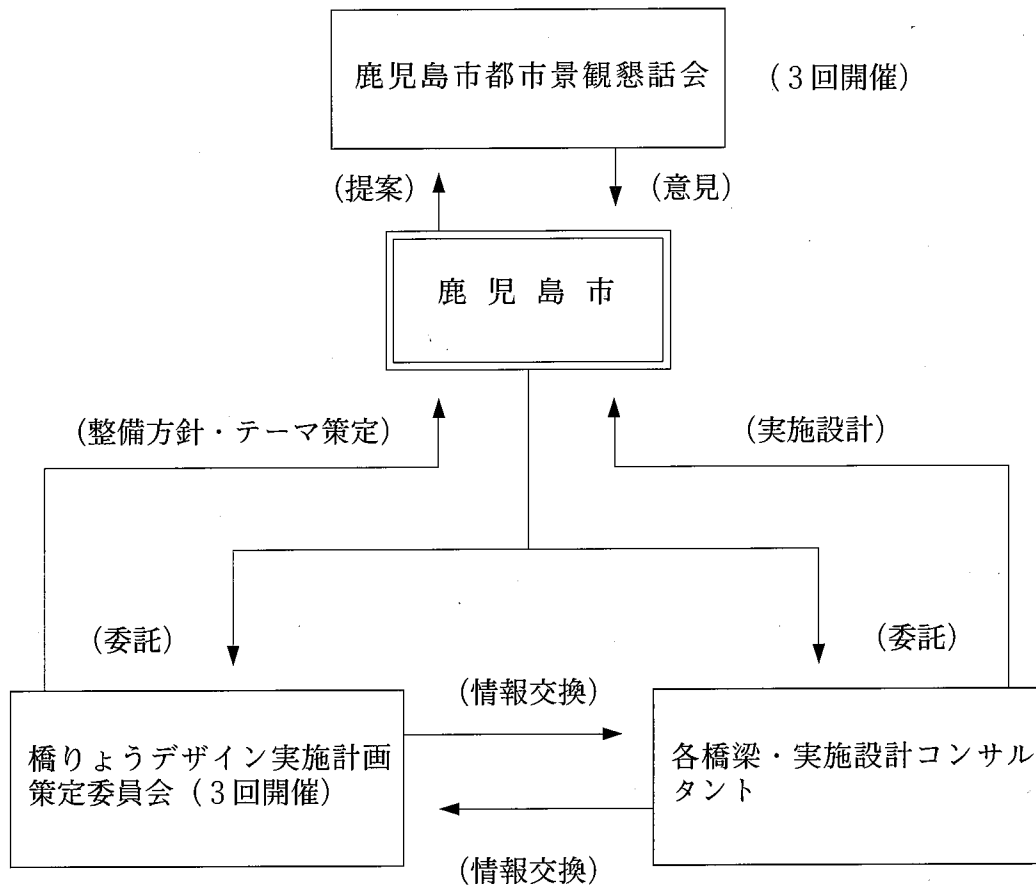 鹿児島市都市景観懇話会
(3回開催)
(提案)
(意見)
鹿児島市
(整備方針・テーマ策定)
(実施設計)
(委託)
(委託)
(情報交換)
橋りょうデザイン実施計画
策定委員会(3回開催)
各橋梁・実施設計コンサル
タント
(情報交換)